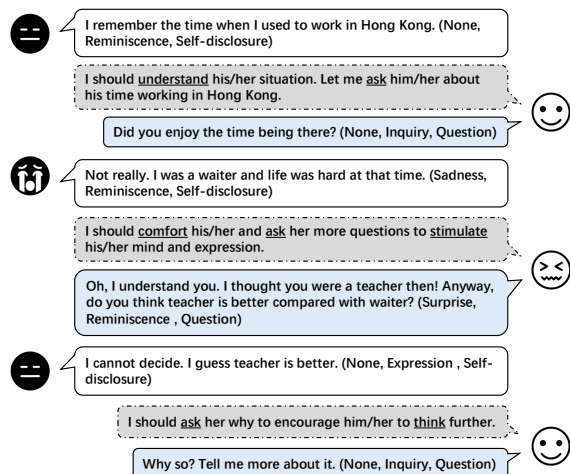 I remember the time when I used to work in Hong Kong. (None,
Reminiscence, Self-disclosure)
I should understand his/her situation. Let me ask him/her about
his time working in Hong Kong.
Did you enjoy the time being there? (None, Inquiry, Question)
Not really. I was a waiter and life was hard at that time. (Sadness,
Reminiscence, Self-disclosure)
I should comfort his/her and ask her more questions to stimulate
his/her mind and expression.
Oh, I understand you. I thought you were a teacher then! Anyway,
do you think teacher is better compared with waiter? (Surprise,
Reminiscence , Question)
I cannot decide. I guess teacher is better. (None, Expression , Self-
disclosure)
I should ask her why to encourage him/her to think further.
Why so? Tell me more about it. (None, Inquiry, Question)